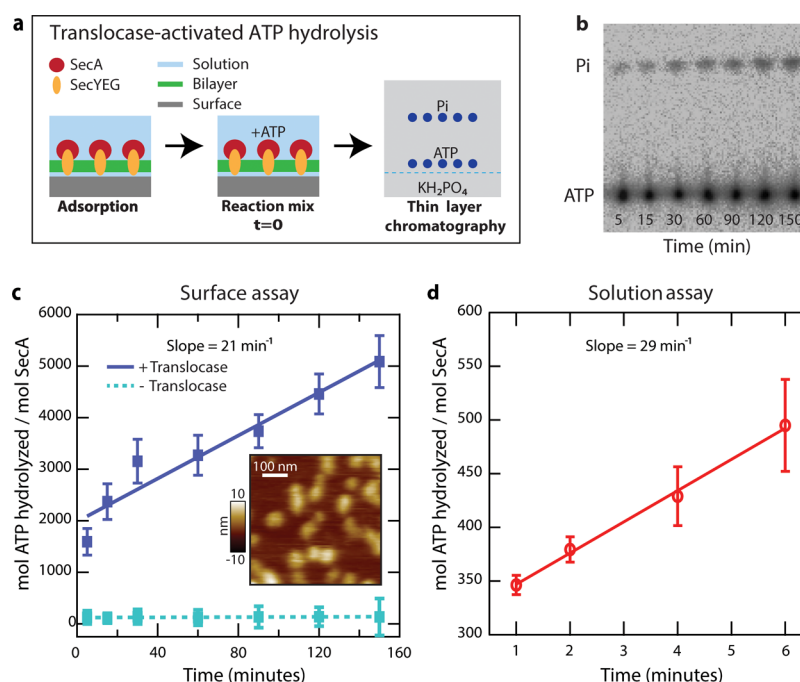 a
Translocase-activated ATP hydrolysis
SecA
SecYEG
Solution
Bilayer
Surface
Adsorption
+ATP
Reaction mix
t=0
Pi
ATP
KH₂PO₄
Thin layer
chromatography
b
Pi
ATP
5 15 30 60 90 120 150
Time (min)
c
Surface assay
mol ATP hydrolyzed / mol SecA
6000
5000
4000
3000
2000
1000
0
Slope = 21 min⁻¹
+ Translocase
- Translocase
100 nm
10
nm
-10
0 40 80 120 160
Time (minutes)
d
Solution assay
mol ATP hydrolyzed / mol SecA
600
550
500
450
400
350
300
Slope = 29 min⁻¹
1 2 3 4 5 6
Time (minutes)